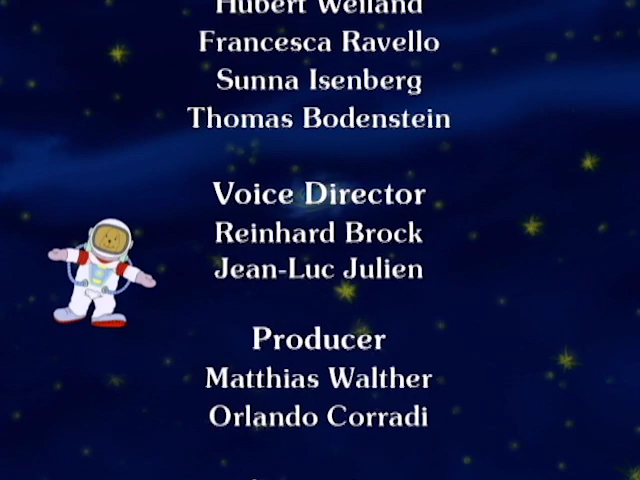 Hubert Weiland
Francesca Ravello
Sunna Isenberg
Thomas Bodenstein
Voice Director
Reinhard Brock
Jean-Luc Julien
Producer
Matthias Walther
Orlando Corradi